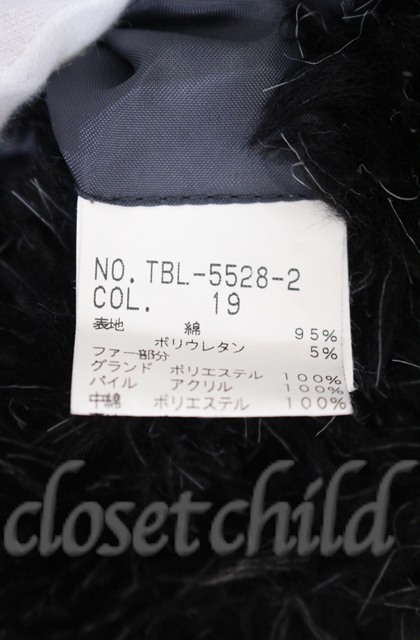 NO. TBL-5528-2
COL. 19
表地 綿 95%
ポリウレタン 5%
ファー部分
グランド ポリエステル 100%
パイル アクリル 100%
中綿 ポリエステル 100%
closet child